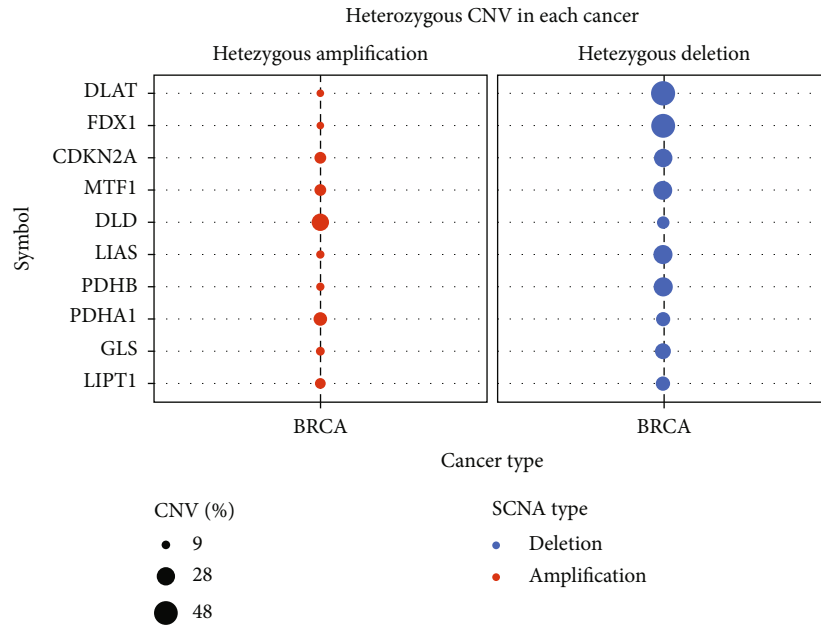 Heterozygous CNV in each cancer
Hetezygous amplification
Hetezygous deletion
Symbol
DLAT
FDX1
CDKN2A
MTF1
DLD
LIAS
PDHB
PDHA1
GLS
LIPT1
BRCA
BRCA
Cancer type
CNV (%)
9
28
48
SCNA type
Deletion
Amplification